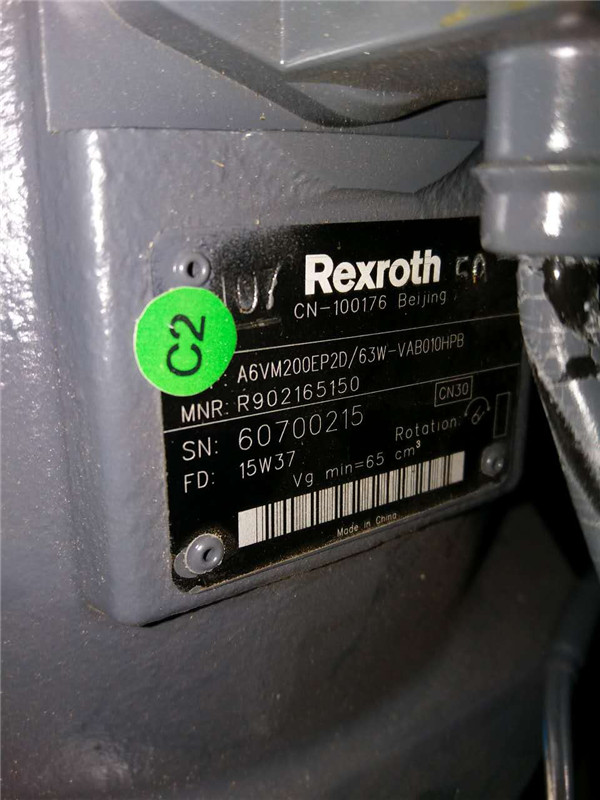 Rexroth
CN-100176 Beijing
C2
A6VM200EP2D/63W-VAB010HPB
MNR: R902165150
CN30
SN: 60700215
Rotation:
FD: 15W37
Vg min=65 cm³
Made in China